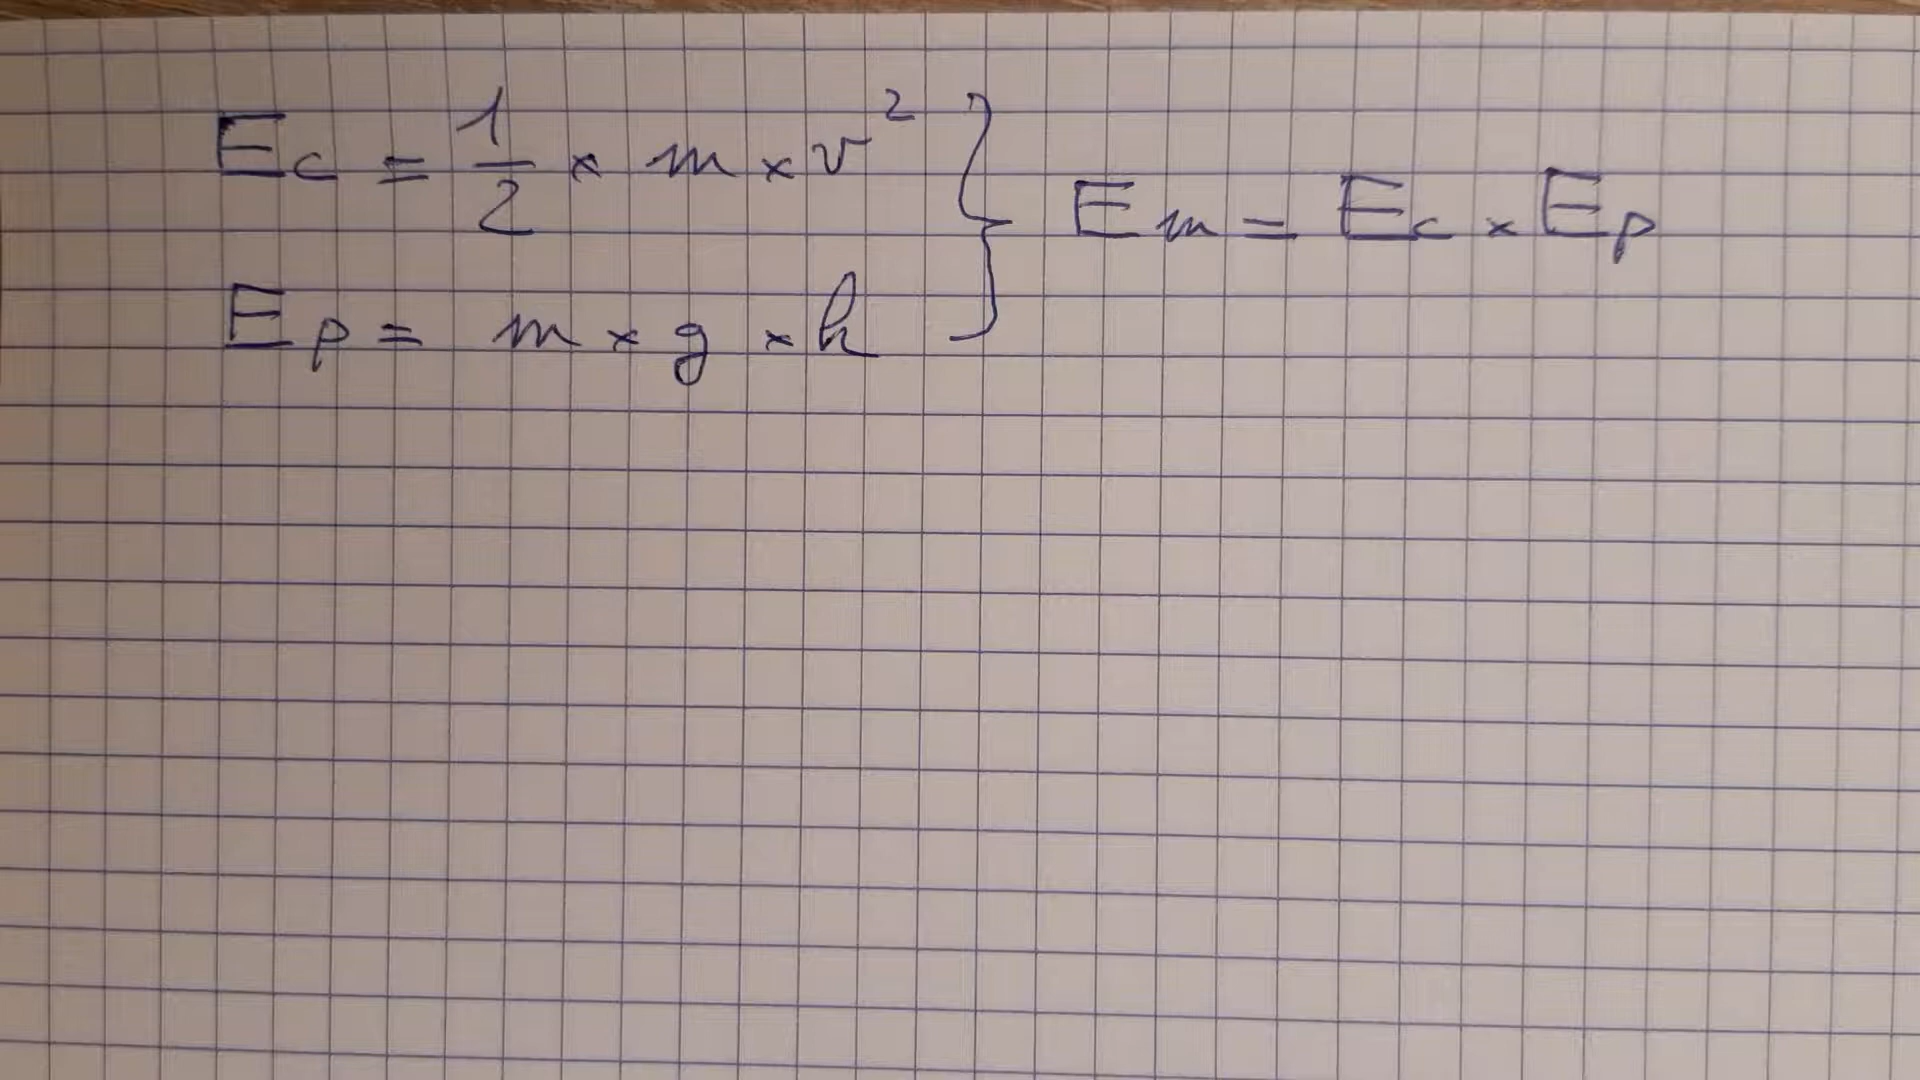 Ec = 1/2 × m × v² } Em = Ec × Ep
Ep = m × g × h